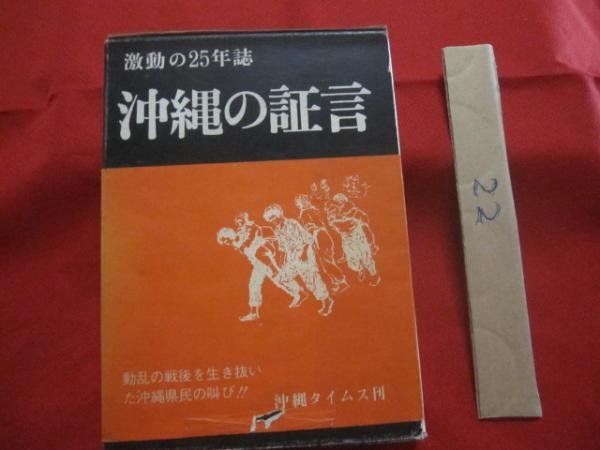 激動の25年誌
沖縄の証言
動乱の戦後を生き抜い
た沖縄県民の叫び!!
沖縄タイムス刊
22